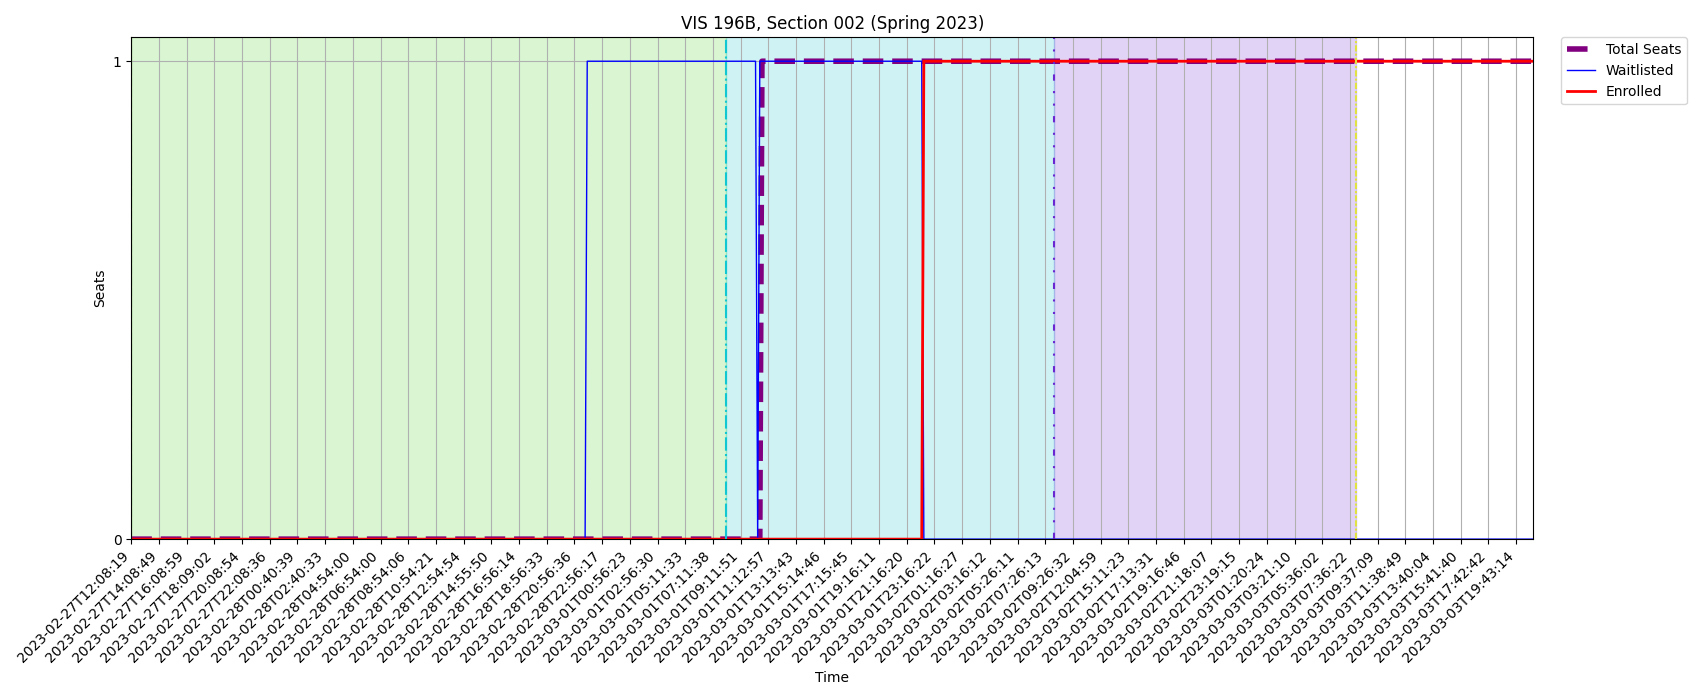 VIS 196B, Section 002 (Spring 2023)
Total Seats
Waitlisted
Enrolled
1
Seats
0
2023-02-27T12:08:19
2023-02-27T14:08:49
2023-02-27T16:08:59
2023-02-27T18:09:02
2023-02-27T20:08:54
2023-02-27T22:08:36
2023-02-28T00:40:39
2023-02-28T02:40:33
2023-02-28T04:54:00
2023-02-28T06:54:00
2023-02-28T08:54:06
2023-02-28T10:54:21
2023-02-28T12:54:54
2023-02-28T14:55:50
2023-02-28T16:56:14
2023-02-28T18:56:33
2023-02-28T20:56:36
2023-02-28T22:56:17
2023-03-01T00:56:23
2023-03-01T02:56:30
2023-03-01T05:11:33
2023-03-01T07:11:38
2023-03-01T09:11:51
2023-03-01T11:12:57
2023-03-01T13:13:43
2023-03-01T15:14:46
2023-03-01T17:15:45
2023-03-01T19:16:11
2023-03-01T21:16:20
2023-03-01T23:16:22
2023-03-02T01:16:27
2023-03-02T03:16:12
2023-03-02T05:26:11
2023-03-02T07:26:13
2023-03-02T09:26:32
2023-03-02T12:04:59
2023-03-02T15:11:23
2023-03-02T17:13:31
2023-03-02T19:16:46
2023-03-02T21:18:07
2023-03-02T23:19:15
2023-03-03T01:20:24
2023-03-03T03:21:10
2023-03-03T05:36:02
2023-03-03T07:36:22
2023-03-03T09:37:09
2023-03-03T11:38:49
2023-03-03T13:40:04
2023-03-03T15:41:40
2023-03-03T17:42:42
2023-03-03T19:43:14
Time